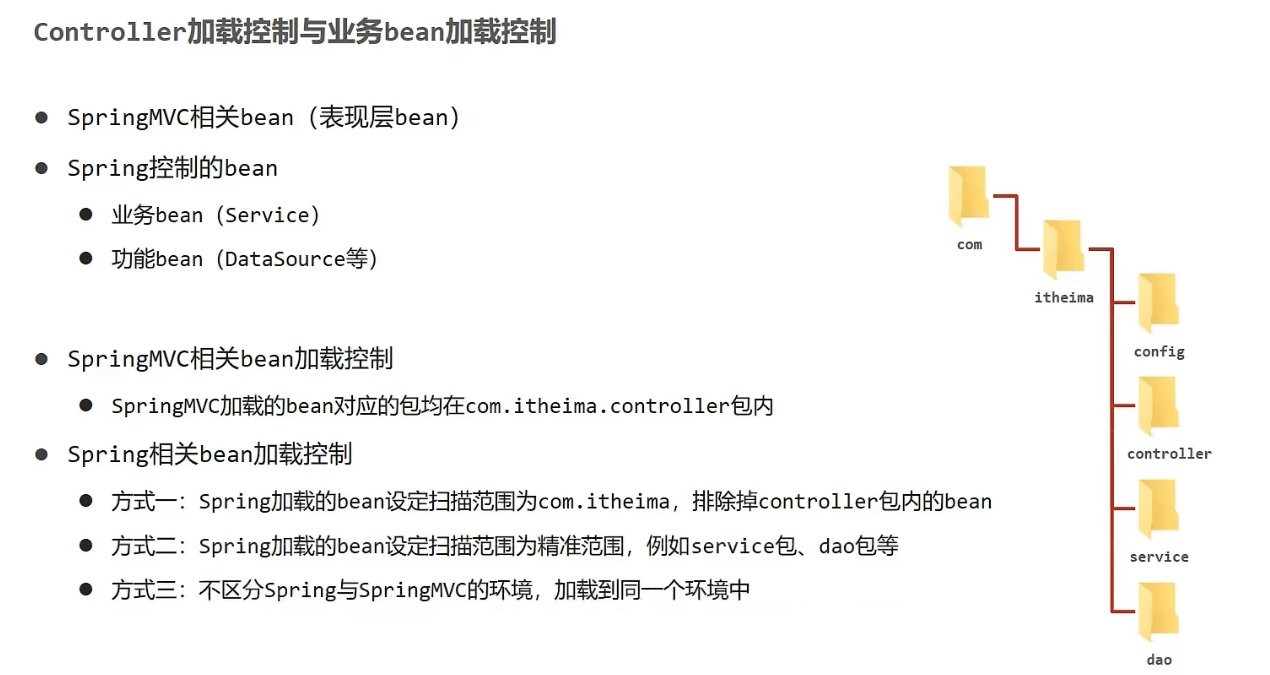 Controller加载控制与业务bean加载控制
SpringMVC相关bean（表现层bean）
Spring控制的bean
业务bean（Service）
功能bean（DataSource等）
SpringMVC相关bean加载控制
SpringMVC加载的bean对应的包均在com.itheima.controller包内
Spring相关bean加载控制
方式一：Spring加载的bean设定扫描范围为com.itheima，排除掉controller包内的bean
方式二：Spring加载的bean设定扫描范围为精准范围，例如service包、dao包等
方式三：不区分Spring与SpringMVC的环境，加载到同一个环境中
com
itheima
config
controller
service
dao